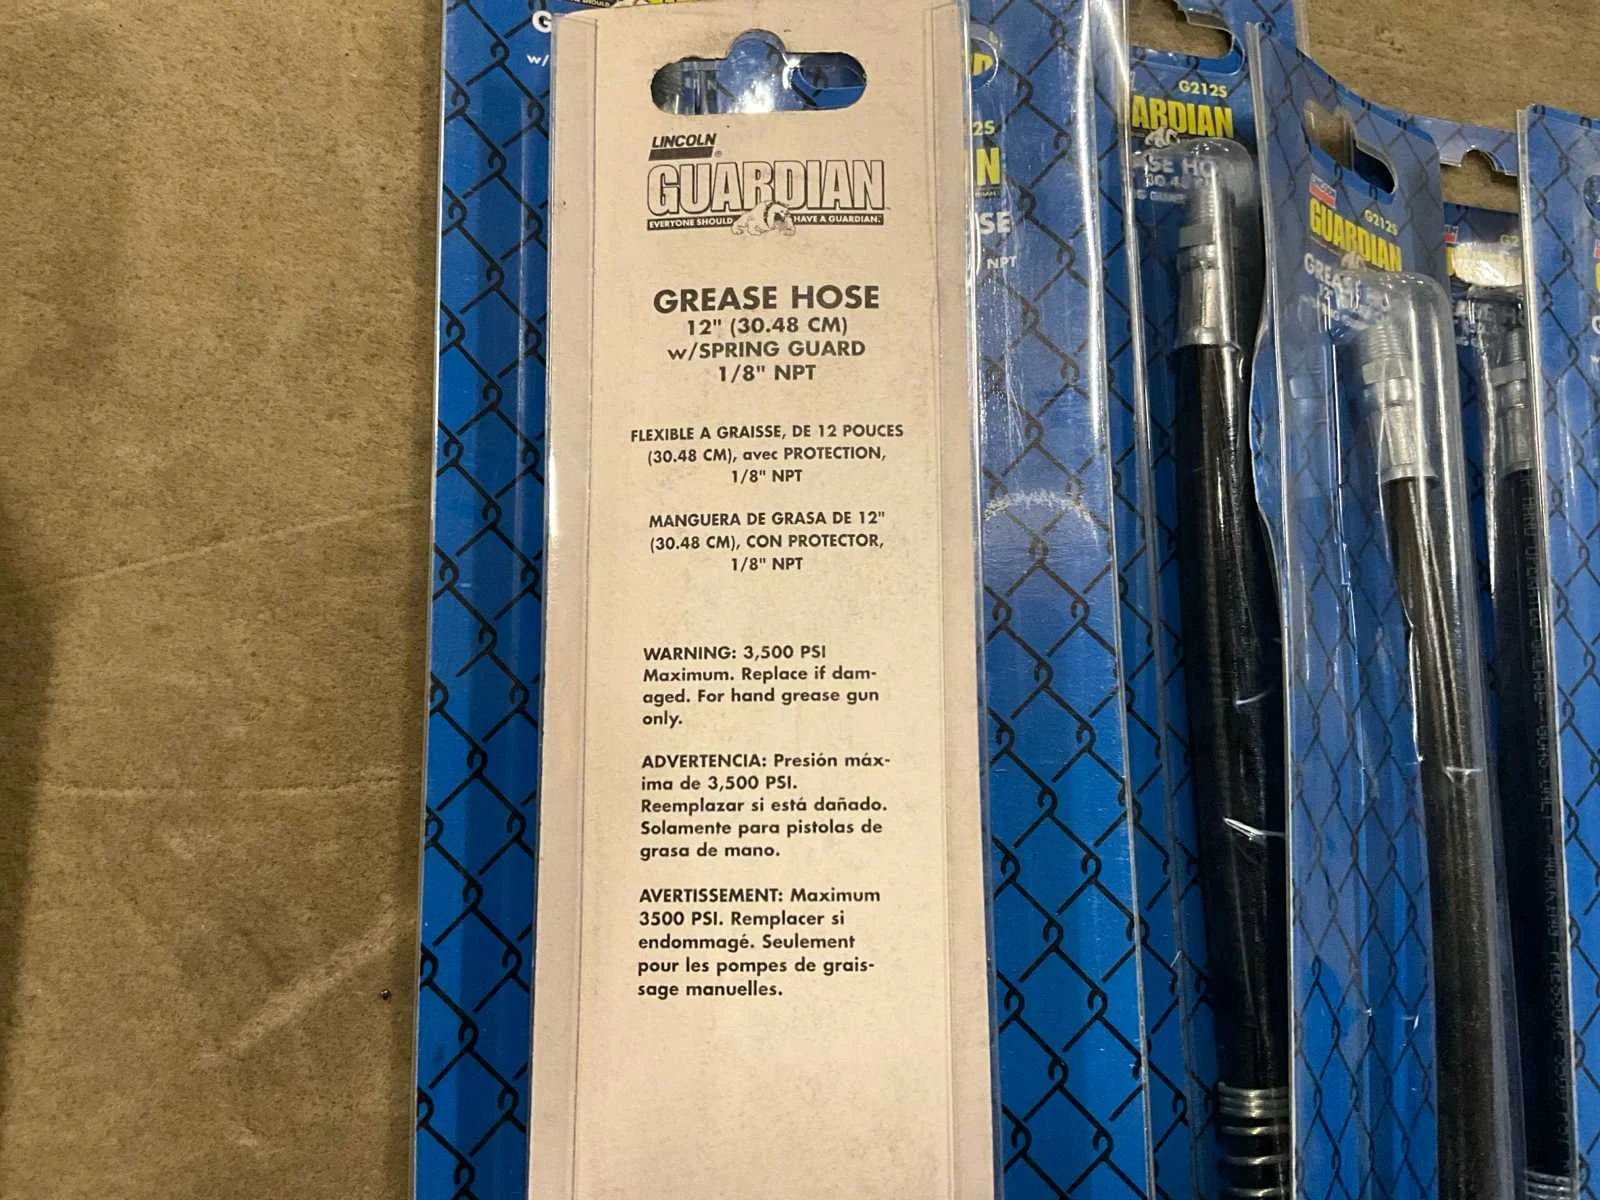 LINCOLN
GUARDIAN
EVERYONE SHOULD HAVE A GUARDIAN.
GREASE HOSE
12" (30.48 CM)
w/SPRING GUARD
1/8" NPT
FLEXIBLE A GRAISSE, DE 12 POUCES
(30.48 CM), avec PROTECTION,
1/8" NPT
MANGUERA DE GRASA DE 12"
(30.48 CM), CON PROTECTOR,
1/8" NPT
WARNING: 3,500 PSI
Maximum. Replace if dam-
aged. For hand grease gun
only.
ADVERTENCIA: Presión máx-
ima de 3,500 PSI.
Reemplazar si está dañado.
Solamente para pistolas de
grasa de mano.
AVERTISSEMENT: Maximum
3500 PSI. Remplacer si
endommagé. Seulement
pour les pompes de grais-
sage manuelles.
NPT
G212S
G212S
GUARDIAN
GREASE